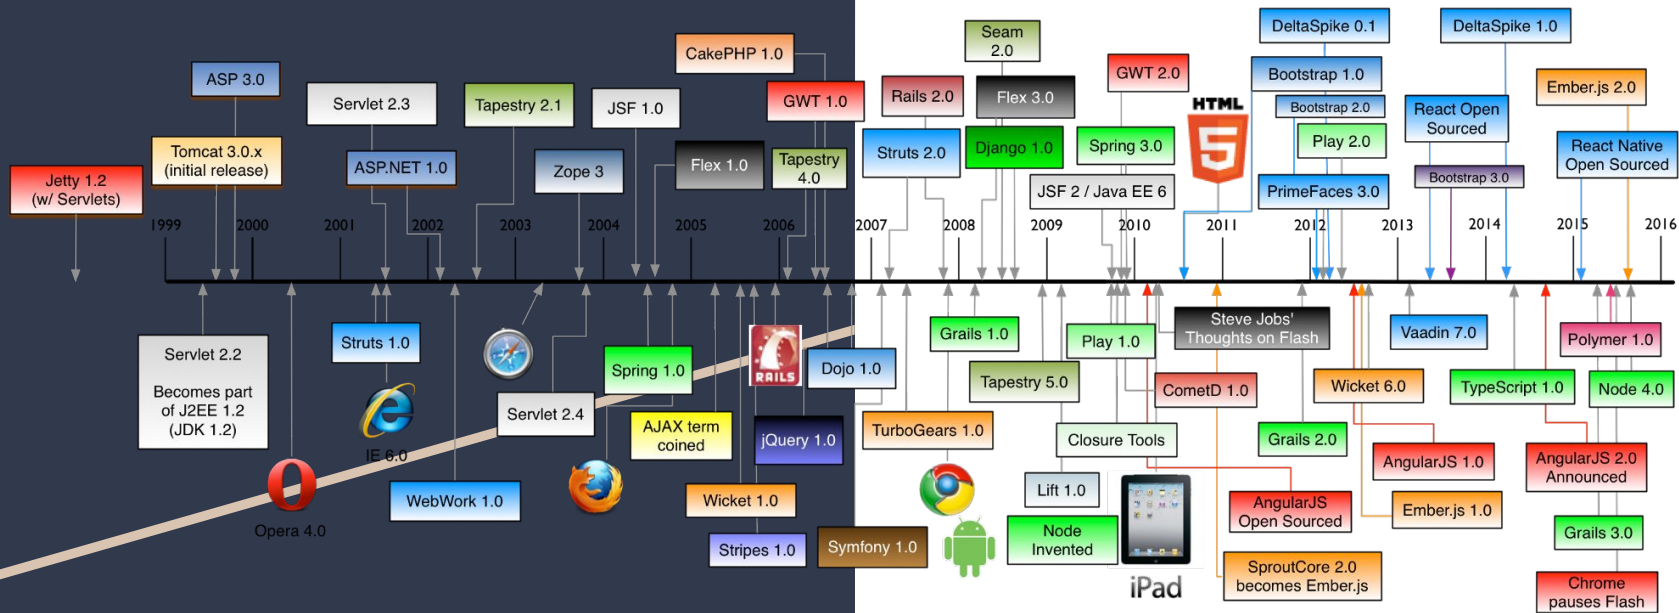 DeltaSpike 0.1
DeltaSpike 1.0
Seam
2.0
CakePHP 1.0
ASP 3.0
GWT 2.0
Bootstrap 1.0
Ember.js 2.0
Servlet 2.3
Tapestry 2.1
JSF 1.0
GWT 1.0
Rails 2.0
Flex 3.0
HTML
5
Bootstrap 2.0
React Open
Sourced
Tomcat 3.0.x
(initial release)
ASP.NET 1.0
Zope 3
Flex 1.0
Tapestry
4.0
Struts 2.0
Django 1.0
Spring 3.0
Play 2.0
React Native
Open Sourced
Jetty 1.2
(w/ Servlets)
JSF 2 / Java EE 6
PrimeFaces 3.0
Bootstrap 3.0
1999 2000 2001 2002 2003 2004 2005 2006 2007 2008 2009 2010 2011 2012 2013 2014 2015 2016
Servlet 2.2
Becomes part
of J2EE 1.2
(JDK 1.2)
Struts 1.0
IE 6.0
Opera 4.0
WebWork 1.0
Servlet 2.4
Spring 1.0
AJAX term
coined
RAILS
Dojo 1.0
jQuery 1.0
Wicket 1.0
Stripes 1.0
Symfony 1.0
Grails 1.0
Tapestry 5.0
TurboGears 1.0
Play 1.0
Steve Jobs'
Thoughts on Flash
CometD 1.0
Closure Tools
Lift 1.0
Node
Invented
iPad
Grails 2.0
AngularJS
Open Sourced
SproutCore 2.0
becomes Ember.js
Vaadin 7.0
Wicket 6.0
AngularJS 1.0
Ember.js 1.0
Polymer 1.0
TypeScript 1.0
Node 4.0
AngularJS 2.0
Announced
Grails 3.0
Chrome
pauses Flash